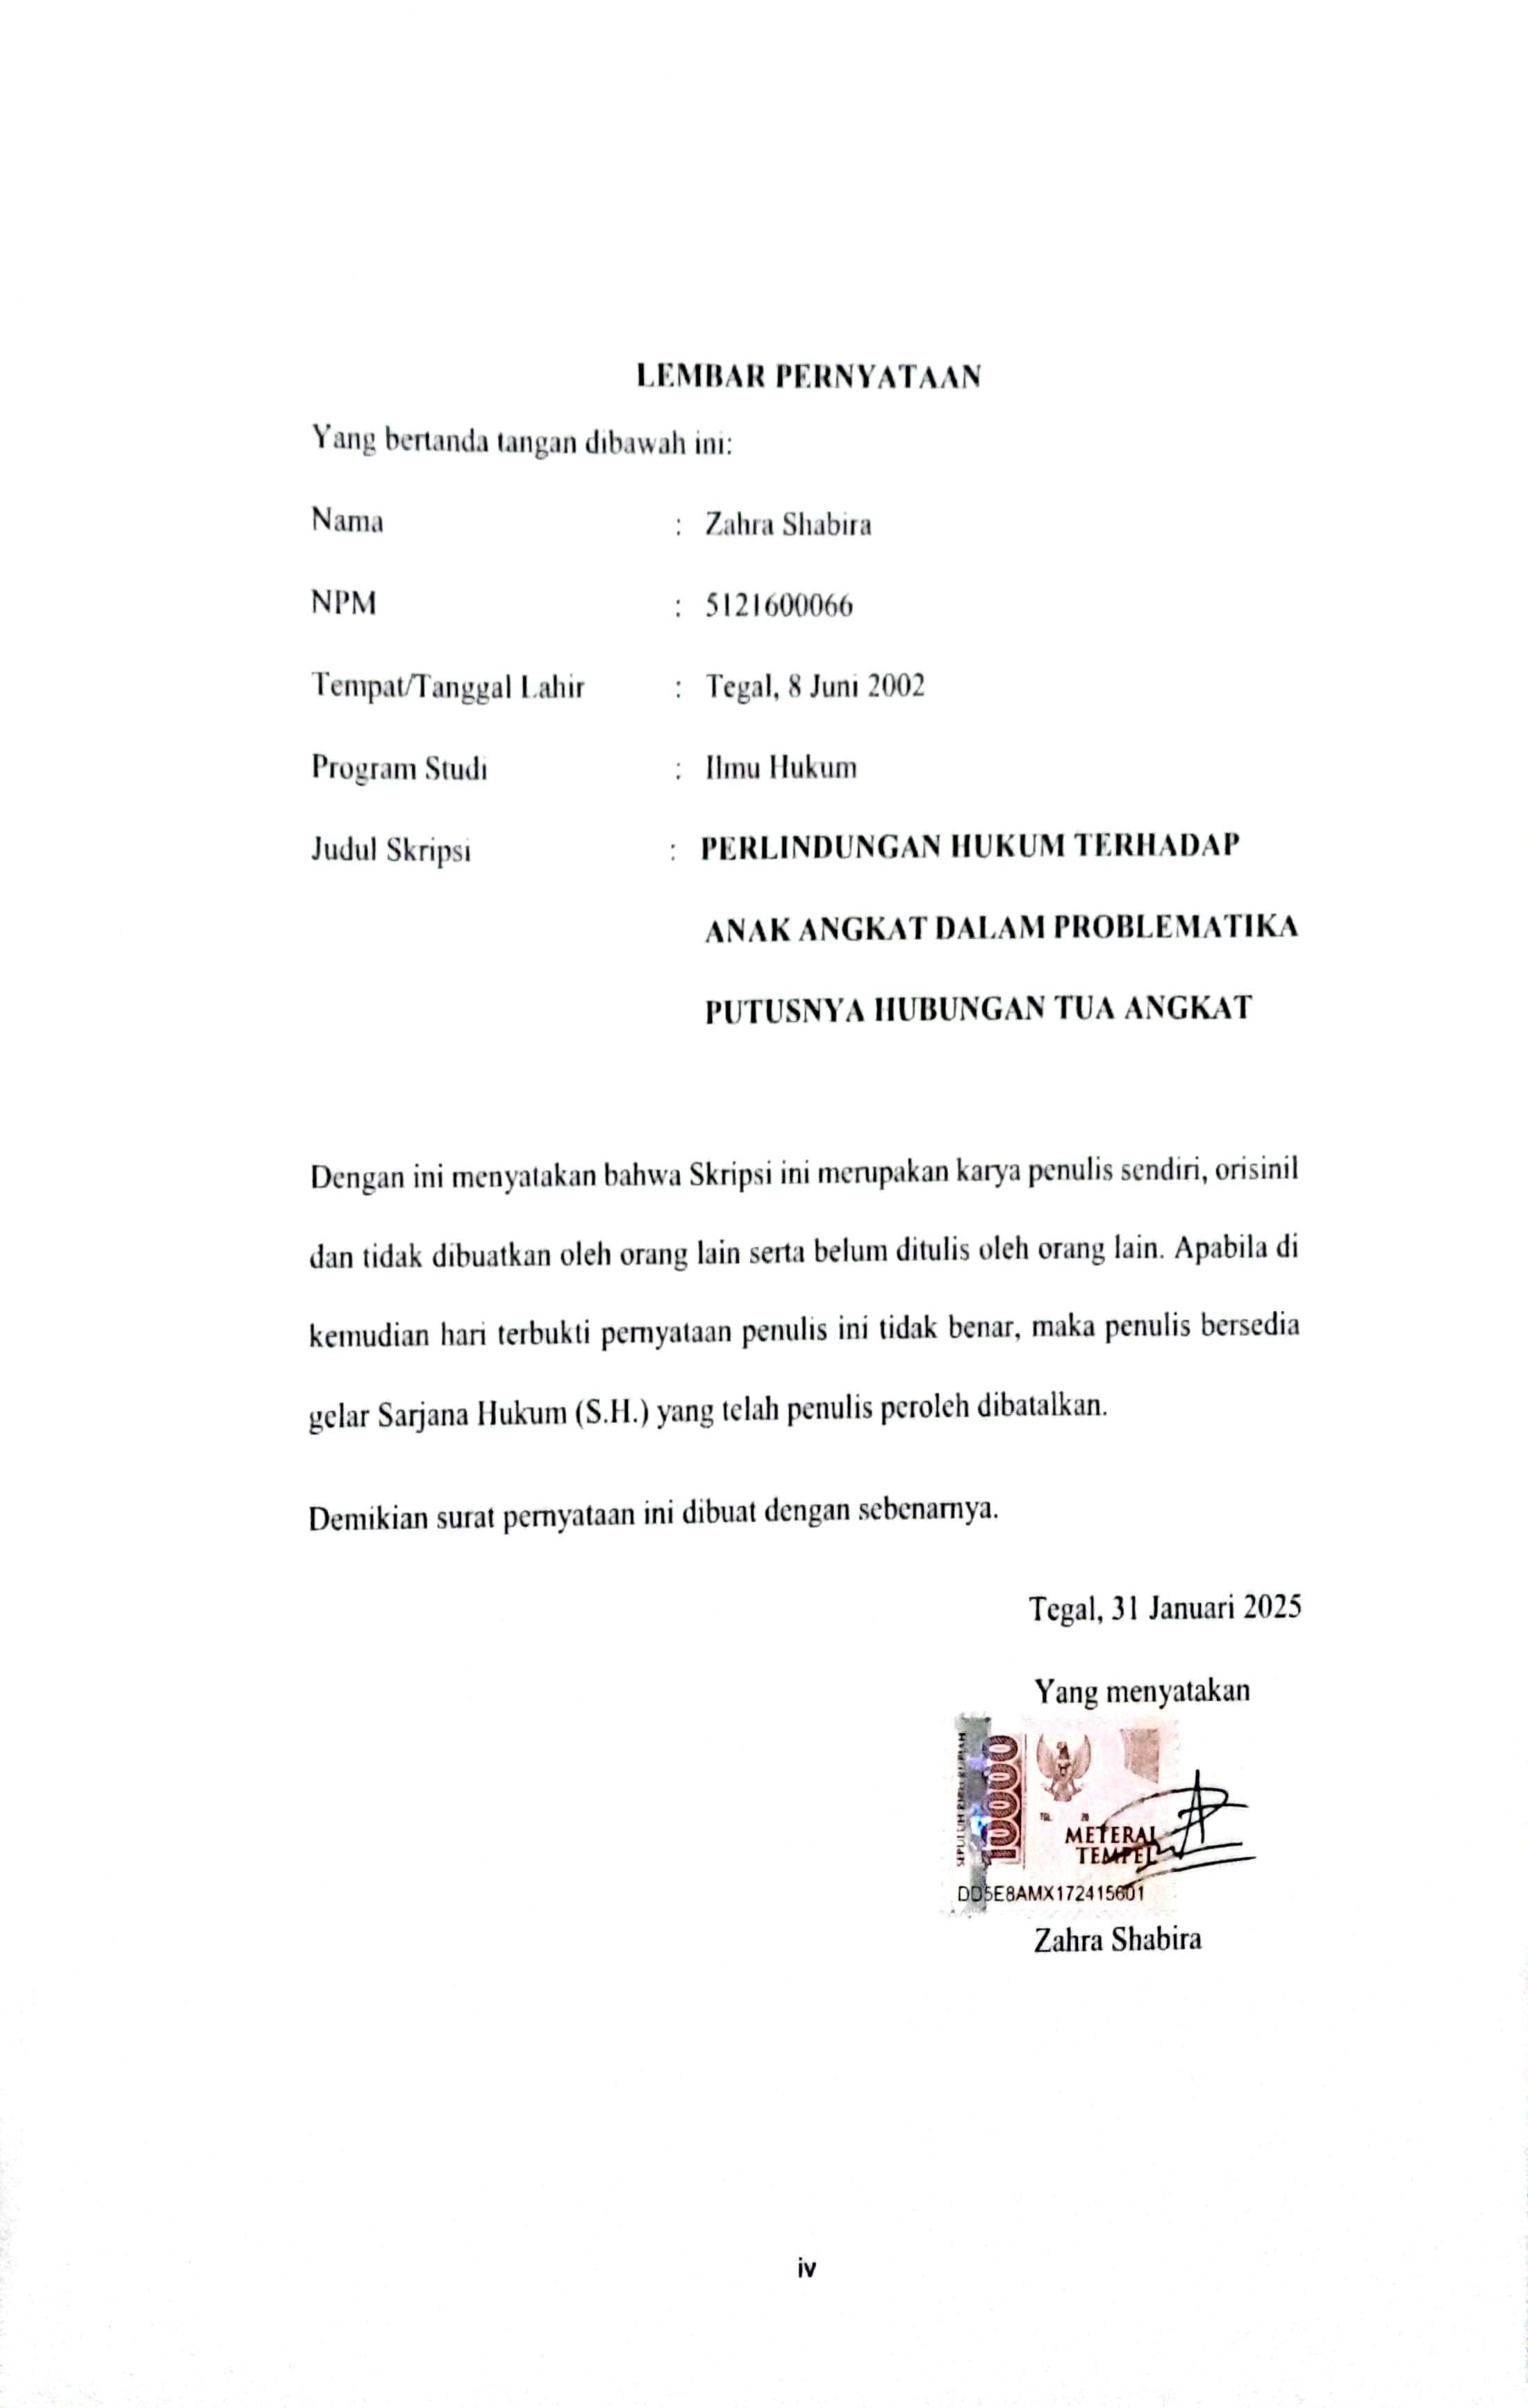 LEMBAR PERNYATAAN
Yang bertanda tangan dibawah ini:
Nama : Zahra Shabira
NPM : 5121600066
Tempat/Tanggal Lahir : Tegal, 8 Juni 2002
Program Studi : Ilmu Hukum
Judul Skripsi : PERLINDUNGAN HUKUM TERHADAP
ANAK ANGKAT DALAM PROBLEMATIKA
PUTUSNYA HUBUNGAN TUA ANGKAT
Dengan ini menyatakan bahwa Skripsi ini merupakan karya penulis sendiri, orisinil
dan tidak dibuatkan oleh orang lain serta belum ditulis oleh orang lain. Apabila di
kemudian hari terbukti pernyataan penulis ini tidak benar, maka penulis bersedia
gelar Sarjana Hukum (S.H.) yang telah penulis peroleh dibatalkan.
Demikian surat pernyataan ini dibuat dengan sebenarnya.
Tegal, 31 Januari 2025
Yang menyatakan
SEPULUH RIBU RUPIAH
10000
TGL. 20
METERAI
TEMPEL
DD5E8AMX172415601
Zahra Shabira
iv